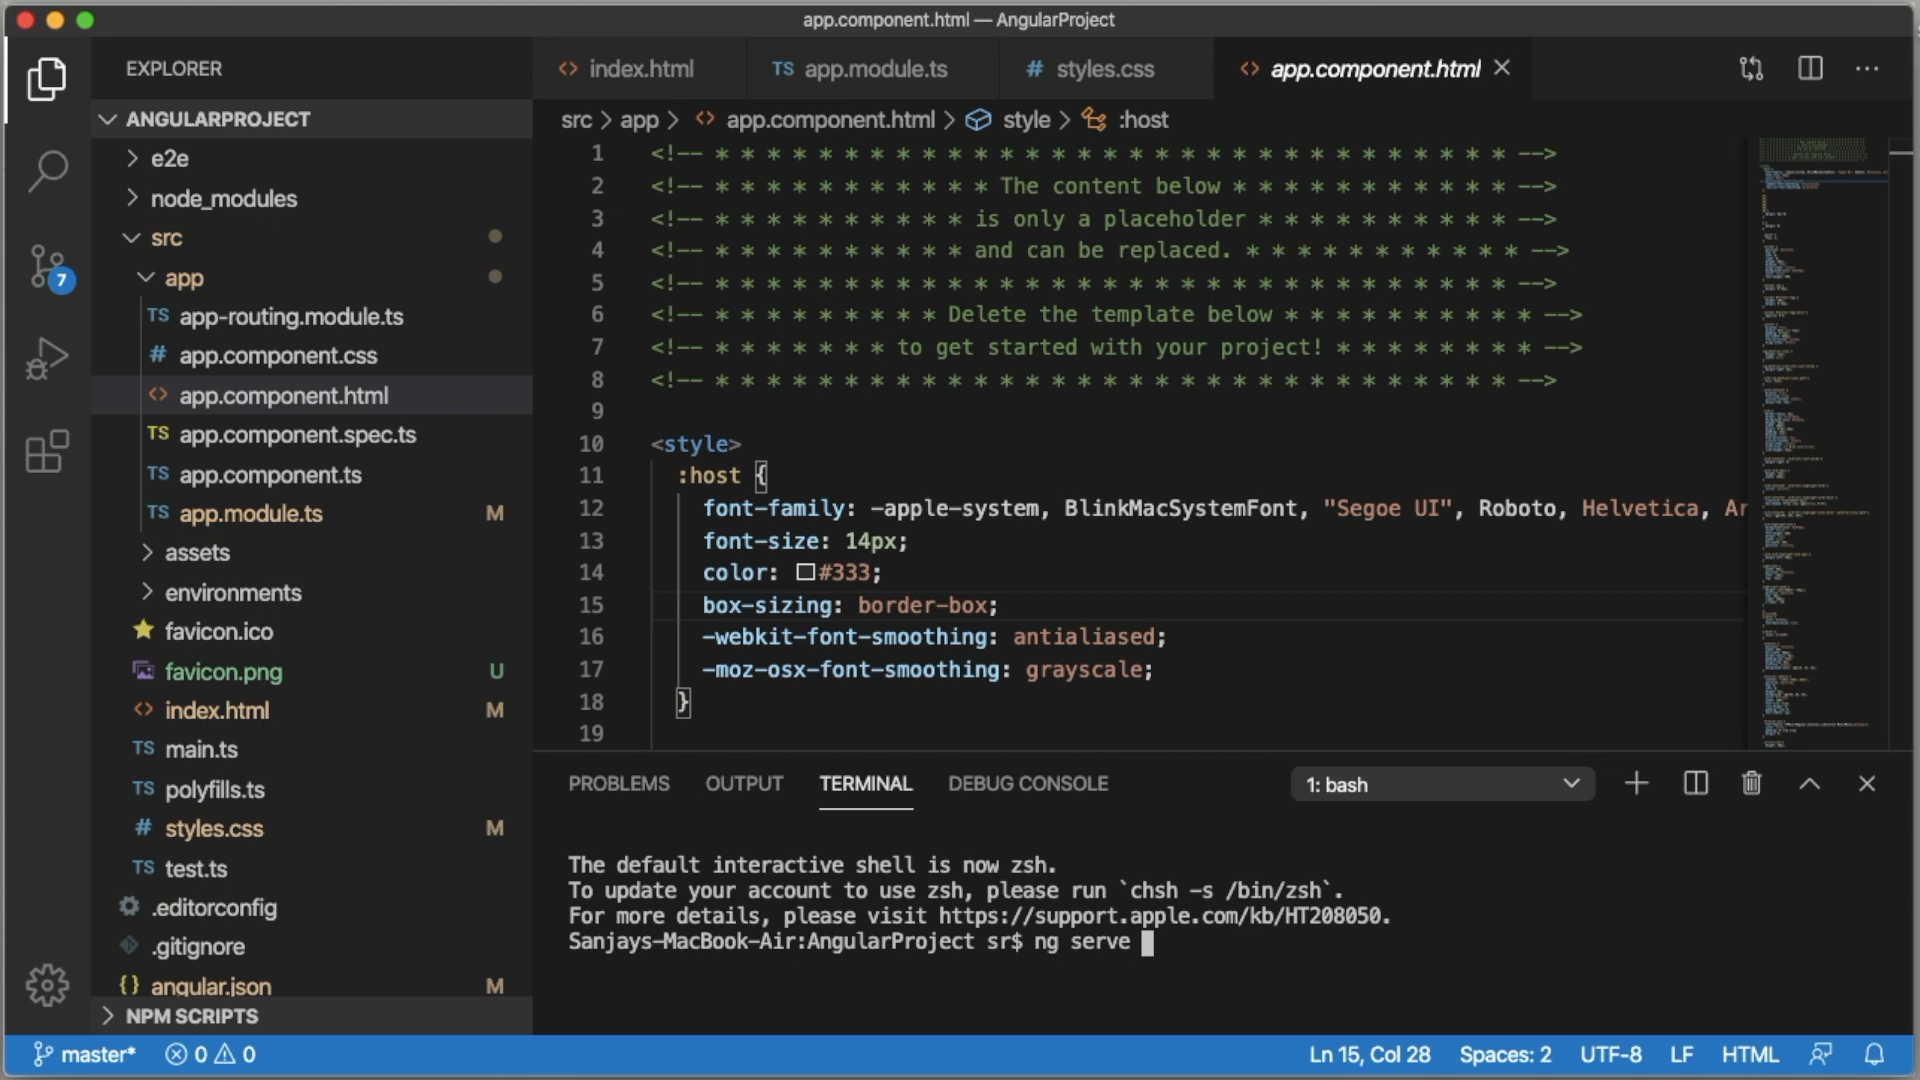 app.component.html — AngularProject
EXPLORER
index.html
TS app.module.ts
# styles.css
<> app.component.html
ANGULARPROJECT
e2e
node_modules
src
app
TS app-routing.module.ts
# app.component.css
<> app.component.html
TS app.component.spec.ts
TS app.component.ts
TS app.module.ts M
assets
environments
favicon.ico
favicon.png U
<> index.html M
TS main.ts
TS polyfills.ts
# styles.css M
TS test.ts
.editorconfig
.gitignore
{} angular.json M
NPM SCRIPTS
7
src > app > <> app.component.html > style > :host
1 <!-- * * * * * * * * * * * * * * * * * * * * * * * * * * * * * * * -->
2 <!-- * * * * * * * * * * * The content below * * * * * * * * * * * -->
3 <!-- * * * * * * * * * * is only a placeholder * * * * * * * * * * -->
4 <!-- * * * * * * * * * * and can be replaced. * * * * * * * * * * * -->
5 <!-- * * * * * * * * * * * * * * * * * * * * * * * * * * * * * * * -->
6 <!-- * * * * * * * * * Delete the template below * * * * * * * * * * -->
7 <!-- * * * * * * * to get started with your project! * * * * * * * * -->
8 <!-- * * * * * * * * * * * * * * * * * * * * * * * * * * * * * * * -->
9
10 <style>
11 :host {
12 font-family: -apple-system, BlinkMacSystemFont, "Segoe UI", Roboto, Helvetica, Ar
13 font-size: 14px;
14 color: #333;
15 box-sizing: border-box;
16 -webkit-font-smoothing: antialiased;
17 -moz-osx-font-smoothing: grayscale;
18 }
19
PROBLEMS OUTPUT TERMINAL DEBUG CONSOLE 1: bash
The default interactive shell is now zsh.
To update your account to use zsh, please run `chsh -s /bin/zsh`.
For more details, please visit https://support.apple.com/kb/HT208050.
Sanjays-MacBook-Air:AngularProject sr$ ng serve
master* 0 0 Ln 15, Col 28 Spaces: 2 UTF-8 LF HTML